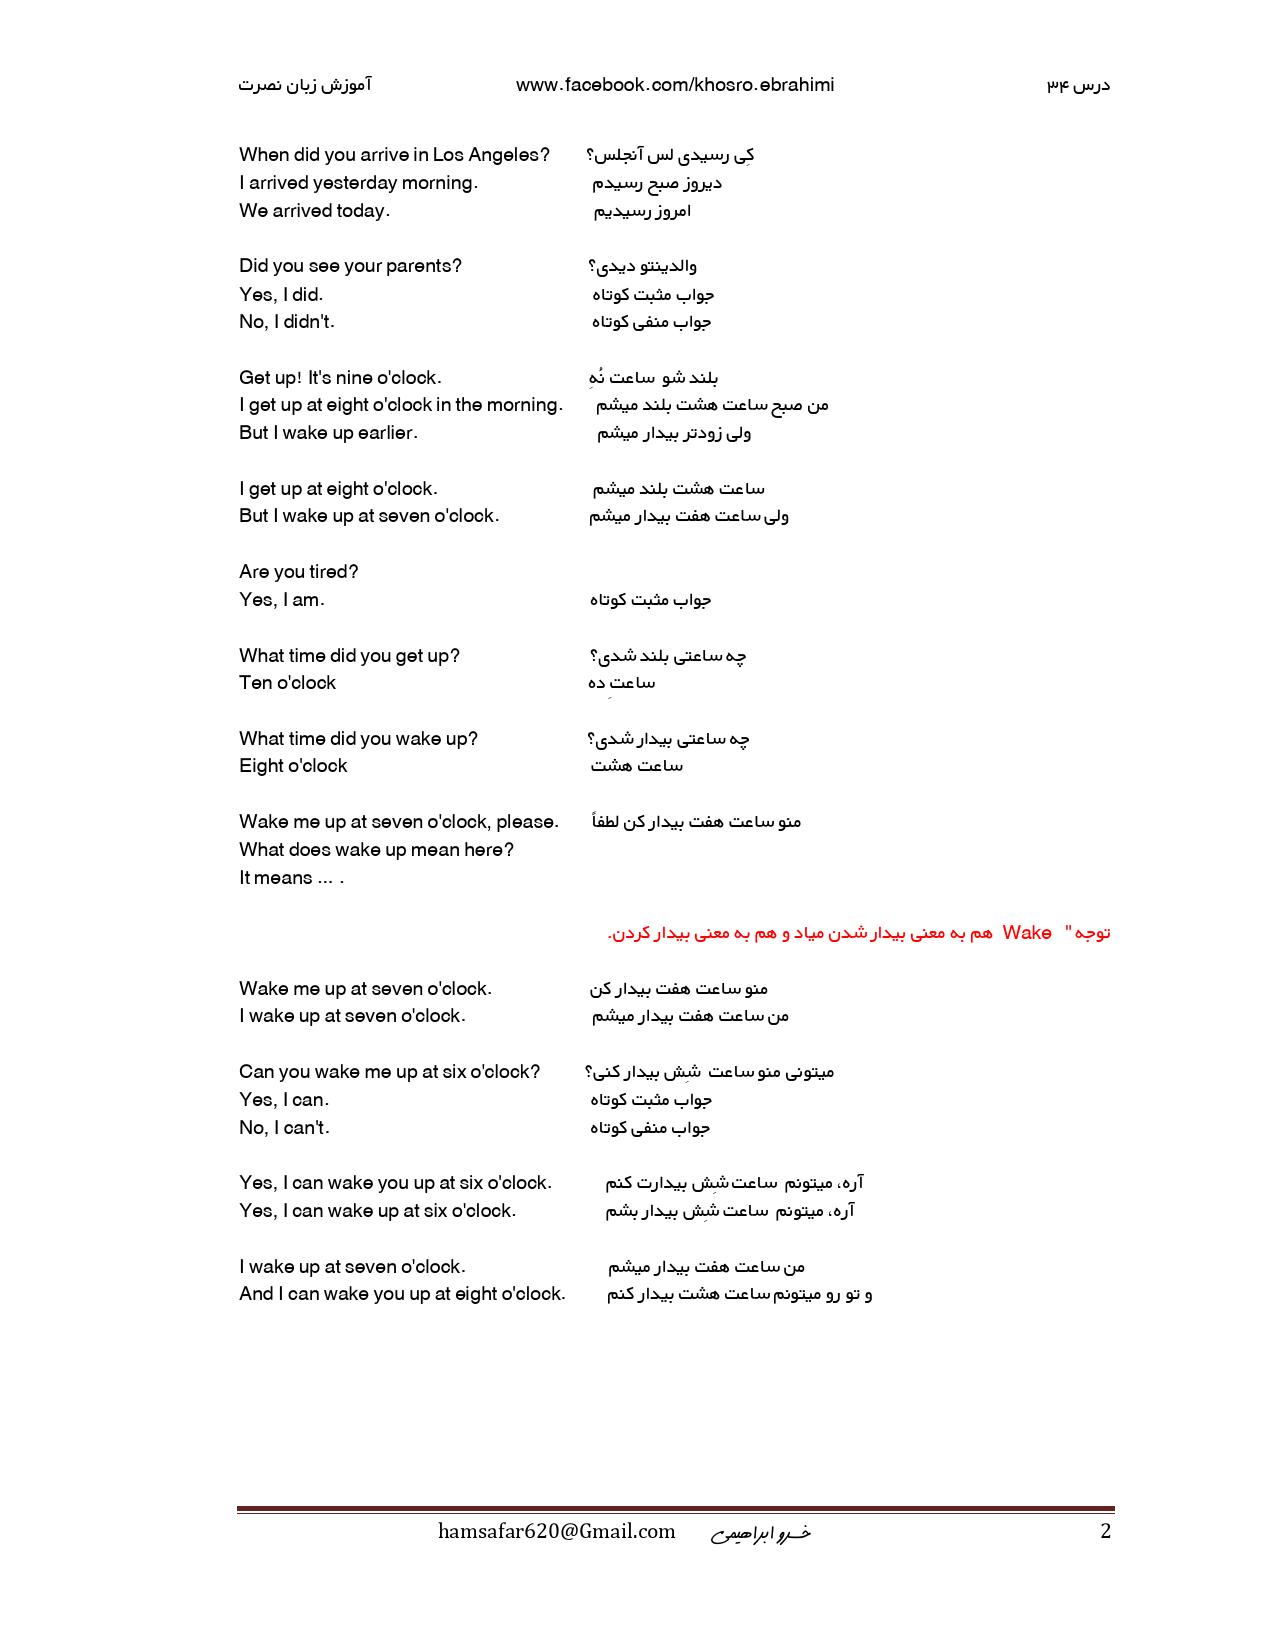 آموزش زبان نصرت www.facebook.com/khosro.ebrahimi درس ۳۴
When did you arrive in Los Angeles? کِی رسیدی لس آنجلس؟
I arrived yesterday morning. دیروز صبح رسیدم
We arrived today. امروز رسیدیم
Did you see your parents? والدینتو دیدی؟
Yes, I did. جواب مثبت کوتاه
No, I didn't. جواب منفی کوتاه
Get up! It's nine o'clock. بلند شو ساعت نُهِ
I get up at eight o'clock in the morning. من صبح ساعت هشت بلند میشم
But I wake up earlier. ولی زودتر بیدار میشم
I get up at eight o'clock. ساعت هشت بلند میشم
But I wake up at seven o'clock. ولی ساعت هفت بیدار میشم
Are you tired?
Yes, I am. جواب مثبت کوتاه
What time did you get up? چه ساعتی بلند شدی؟
Ten o'clock ساعتِ ده
What time did you wake up? چه ساعتی بیدار شدی؟
Eight o'clock ساعت هشت
Wake me up at seven o'clock, please. منو ساعت هفت بیدار کن لطفاً
What does wake up mean here?
It means ... .
توجه " Wake هم به معنی بیدار شدن میاد و هم به معنی بیدار کردن.
Wake me up at seven o'clock. منو ساعت هفت بیدار کن
I wake up at seven o'clock. من ساعت هفت بیدار میشم
Can you wake me up at six o'clock? میتونی منو ساعت شِش بیدار کنی؟
Yes, I can. جواب مثبت کوتاه
No, I can't. جواب منفی کوتاه
Yes, I can wake you up at six o'clock. آره، میتونم ساعت شِش بیدارت کنم
Yes, I can wake up at six o'clock. آره، میتونم ساعت شِش بیدار بشم
I wake up at seven o'clock. من ساعت هفت بیدار میشم
And I can wake you up at eight o'clock. و تو رو میتونم ساعت هشت بیدار کنم
hamsafar620@Gmail.com خسرو ابراهیمی 2